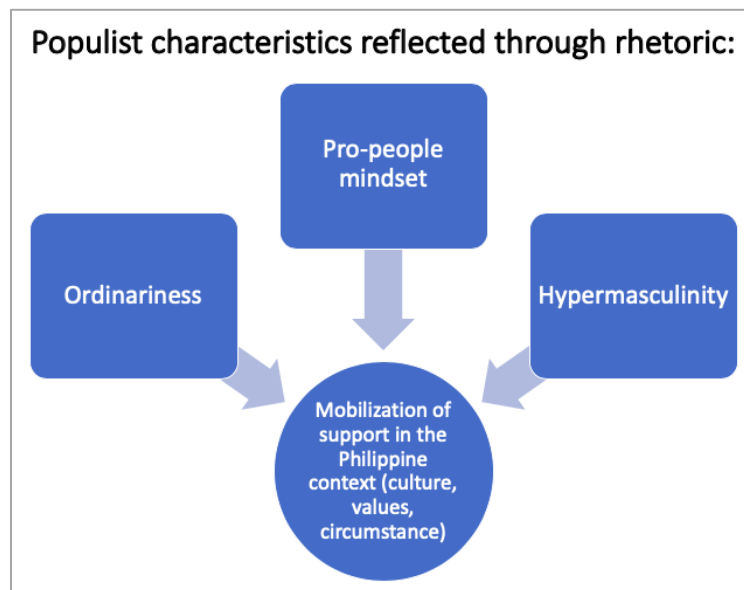 Populist characteristics reflected through rhetoric:
Pro-people
mindset
Ordinariness
Hypermasculinity
Mobilization of
support in the
Philippine
context (culture,
values,
circumstance)